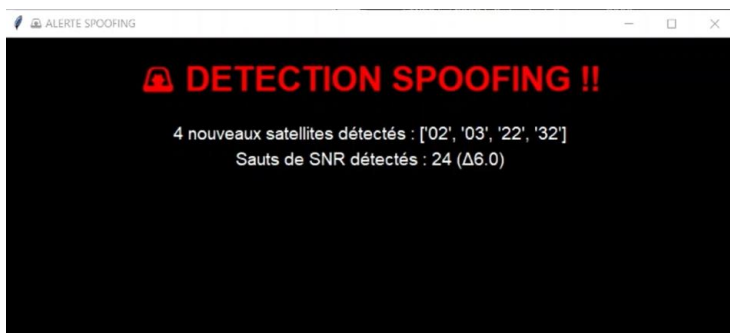 ALERTE SPOOFING
DETECTION SPOOFING !!
4 nouveaux satellites détectés : ['02', '03', '22', '32']
Sauts de SNR détectés : 24 (Δ6.0)